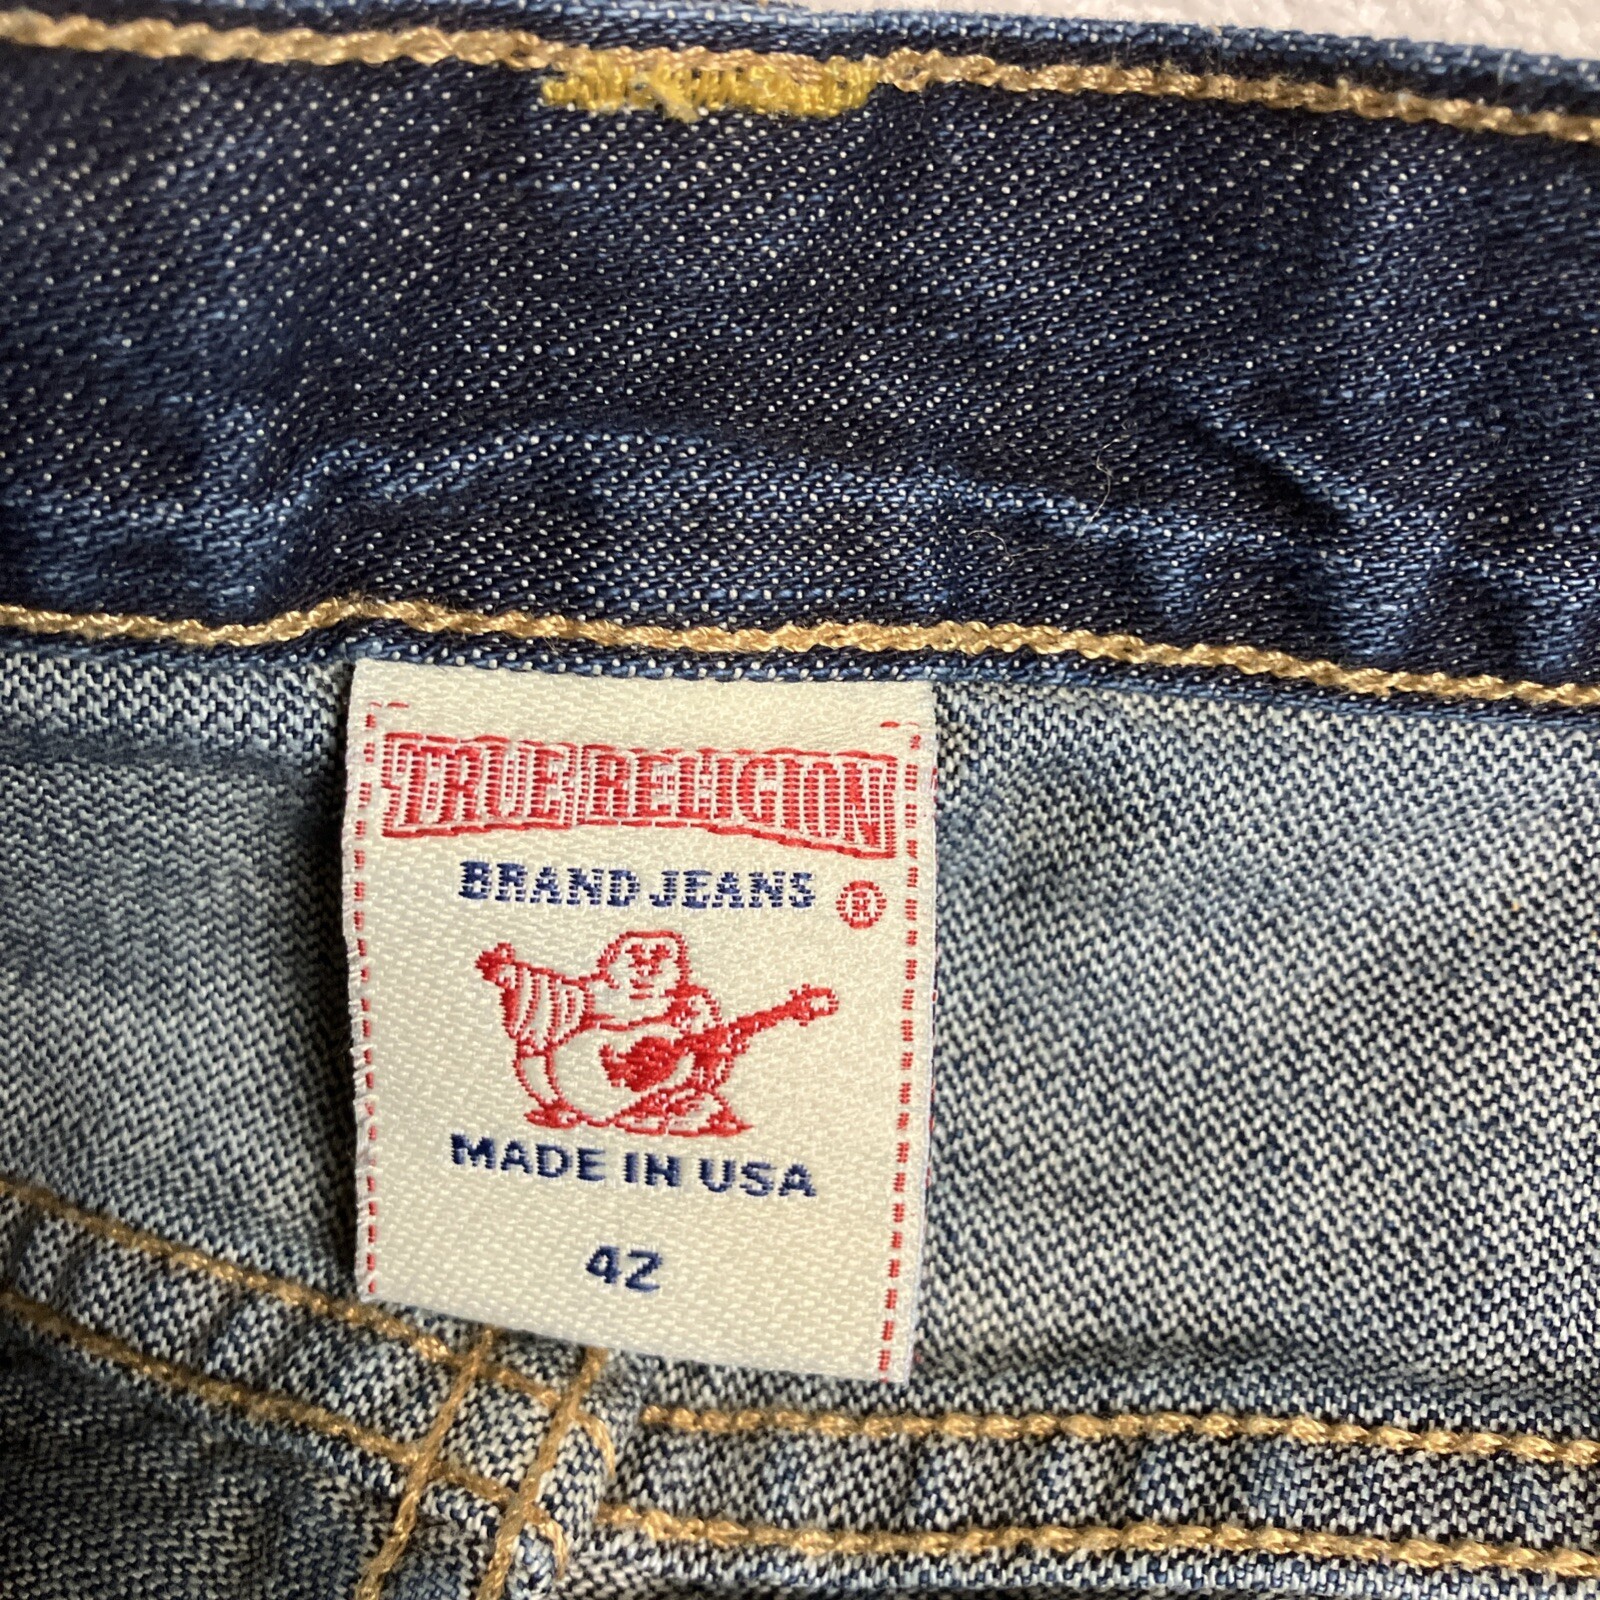 TRUE RELIGION
BRAND JEANS ®
MADE IN USA
42